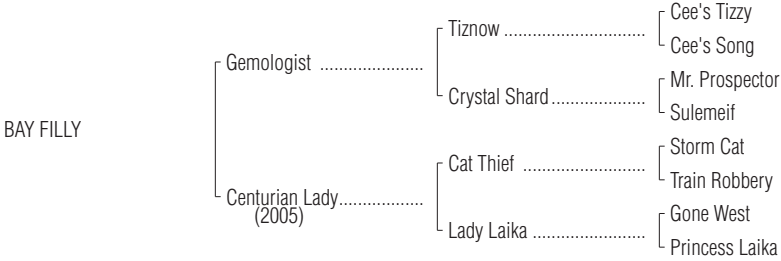 Cee's Tizzy
Tiznow ..............................
Cee's Song
Gemologist ......................
Mr. Prospector
Crystal Shard....................
Sulemeif
BAY FILLY
Storm Cat
Cat Thief ..........................
Train Robbery
Centurian Lady..................
(2005)
Gone West
Lady Laika ........................
Princess Laika